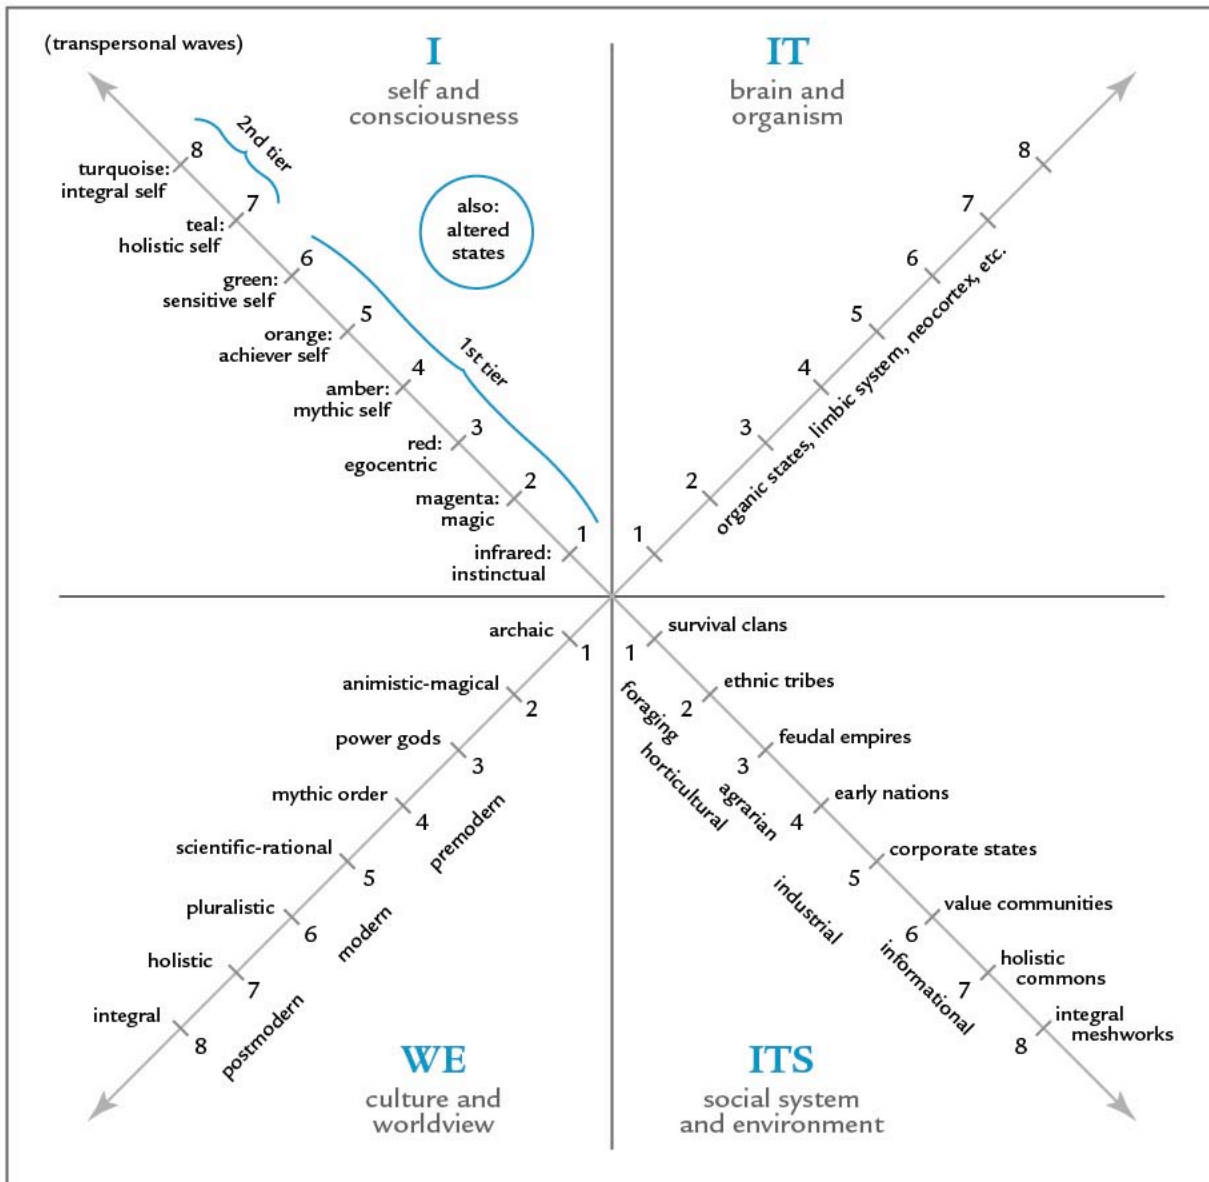 (transpersonal waves)
I
self and
consciousness
8
turquoise:
integral self
2nd tier
7
teal:
holistic self
also:
altered
states
6
green:
sensitive self
5
orange:
achiever self
1st tier
4
amber:
mythic self
3
red:
egocentric
2
magenta:
magic
1
infrared:
instinctual
IT
brain and
organism
8
7
6
5
4
3
2
1
organic states, limbic system, neocortex, etc.
archaic
1
animistic-magical
2
power gods
3
mythic order
4
premodern
scientific-rational
5
pluralistic
6
modern
holistic
7
integral
8
postmodern
WE
culture and
worldview
survival clans
1
foraging
ethnic tribes
2
horticultural
feudal empires
3
agrarian
early nations
4
corporate states
5
industrial
value communities
6
informational
holistic
commons
7
integral
meshworks
8
ITS
social system
and environment